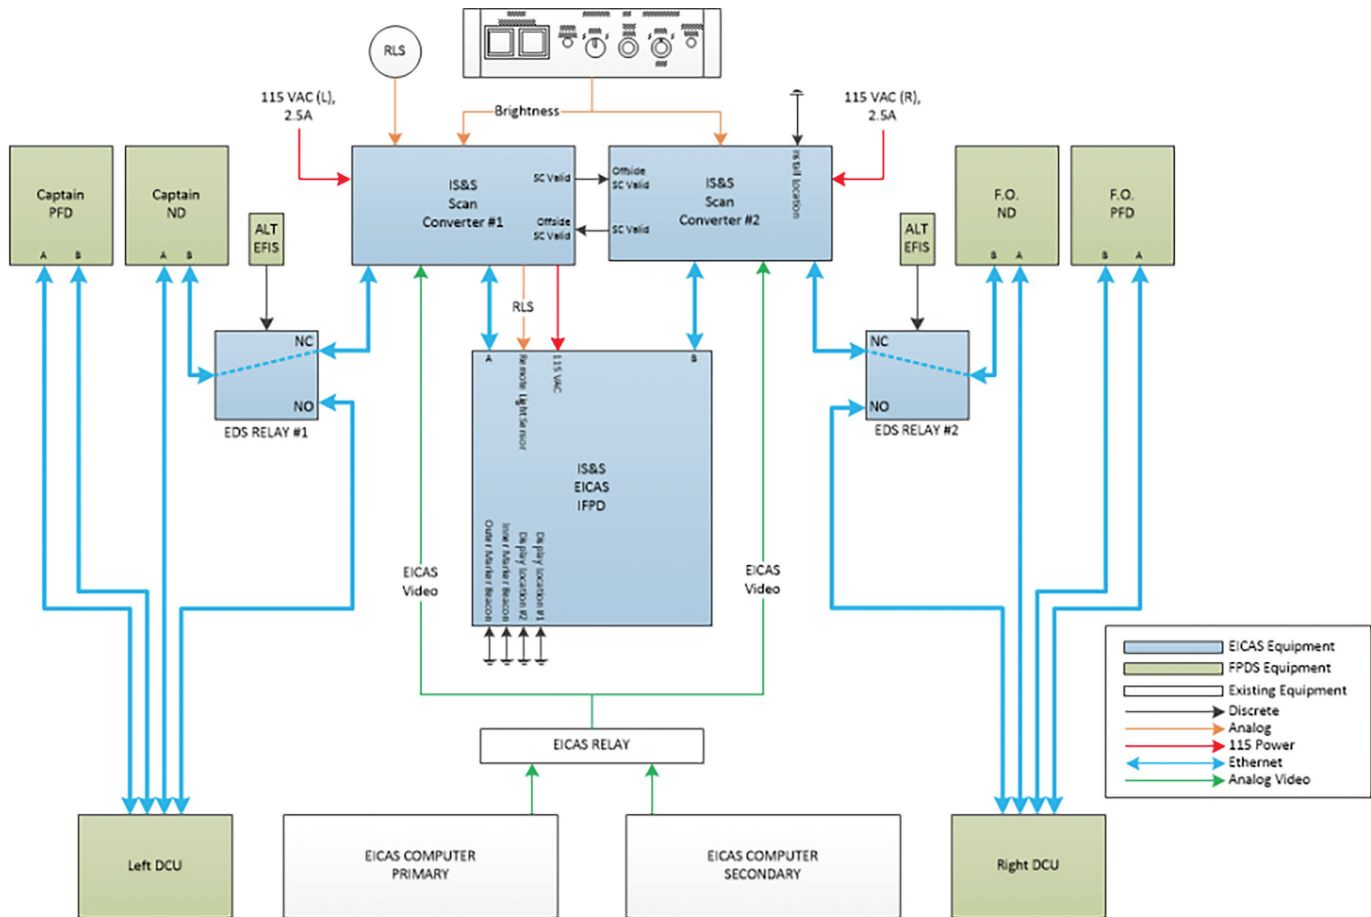 RLS
115 VAC (L),
2.5A
Brightness
115 VAC (R),
2.5A
Captain
PFD
A B
Captain
ND
A B
ALT
EFIS
IS&S
Scan
Converter #1
SC Valid
Offside
SC Valid
Offside
SC Valid
SC Valid
IS&S
Scan
Converter #2
Install Location
ALT
EFIS
F.O.
ND
B A
F.O.
PFD
B A
NC
NO
EDS RELAY #1
RLS
A
Remote Light Sensor
115 VAC
B
IS&S
EICAS
IFPD
Outer Marker Beacon
Inner Marker Beacon
Display Location #2
Display Location #1
NC
NO
EDS RELAY #2
EICAS
Video
EICAS
Video
EICAS Equipment
FPDS Equipment
Existing Equipment
Discrete
Analog
115 Power
Ethernet
Analog Video
EICAS RELAY
Left DCU
EICAS COMPUTER
PRIMARY
EICAS COMPUTER
SECONDARY
Right DCU